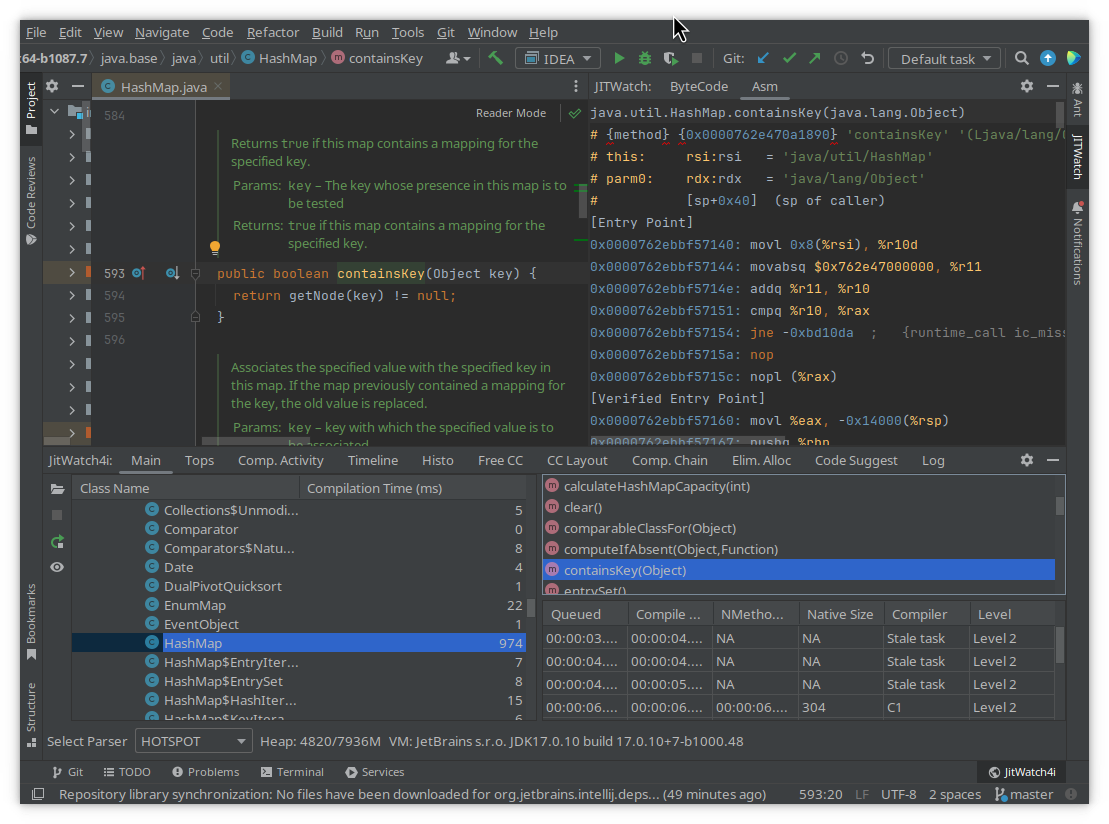 File Edit View Navigate Code Refactor Build Run Tools Git Window Help
64-b1087.7 java.base java util HashMap containsKey IDEA Git: Default task
Project
Code Reviews
Bookmarks
Structure
HashMap.java
584
Reader Mode
Returns true if this map contains a mapping for the
specified key.
Params: key – The key whose presence in this map is to
be tested
Returns: true if this map contains a mapping for the
specified key.
593 public boolean containsKey(Object key) {
594 return getNode(key) != null;
595 }
596
Associates the specified value with the specified key in
this map. If the map previously contained a mapping for
the key, the old value is replaced.
Params: key – key with which the specified value is to
be associated
JITWatch: ByteCode Asm
java.util.HashMap.containsKey(java.lang.Object)
# {method} {0x0000762e470a1890} 'containsKey' '(Ljava/lang/
# this: rsi:rsi = 'java/util/HashMap'
# parm0: rdx:rdx = 'java/lang/Object'
# [sp+0x40] (sp of caller)
[Entry Point]
0x0000762ebbf57140: movl 0x8(%rsi), %r10d
0x0000762ebbf57144: movabsq $0x762e47000000, %r11
0x0000762ebbf5714e: addq %r11, %r10
0x0000762ebbf57151: cmpq %r10, %rax
0x0000762ebbf57154: jne -0xbd10da ; {runtime_call ic_miss
0x0000762ebbf5715a: nop
0x0000762ebbf5715c: nopl (%rax)
[Verified Entry Point]
0x0000762ebbf57160: movl %eax, -0x14000(%rsp)
0x0000762ebbf57167: pushq %rbp
Ant
JITWatch
Notifications
JitWatch4i: Main Tops Comp. Activity Timeline Histo Free CC CC Layout Comp. Chain Elim. Alloc Code Suggest Log
Class Name Compilation Time (ms)
Collections$Unmodi... 5
Comparator 0
Comparators$Natu... 8
Date 4
DualPivotQuicksort 1
EnumMap 22
EventObject 1
HashMap 974
HashMap$EntryIter... 7
HashMap$EntrySet 8
HashMap$HashIter... 15
HashMap$KeyItera 6
calculateHashMapCapacity(int)
clear()
comparableClassFor(Object)
computeIfAbsent(Object,Function)
containsKey(Object)
entrySet()
Queued Compile ... NMetho... Native Size Compiler Level
00:00:03.... 00:00:04.... NA NA Stale task Level 2
00:00:04.... 00:00:04.... NA NA Stale task Level 2
00:00:04.... 00:00:05.... NA NA Stale task Level 2
00:00:06.... 00:00:06.... 00:00:06.... 304 C1 Level 2
Select Parser HOTSPOT Heap: 4820/7936M VM: JetBrains s.r.o. JDK17.0.10 build 17.0.10+7-b1000.48
Git TODO Problems Terminal Services JitWatch4i
Repository library synchronization: No files have been downloaded for org.jetbrains.intellij.deps... (49 minutes ago) 593:20 LF UTF-8 2 spaces master